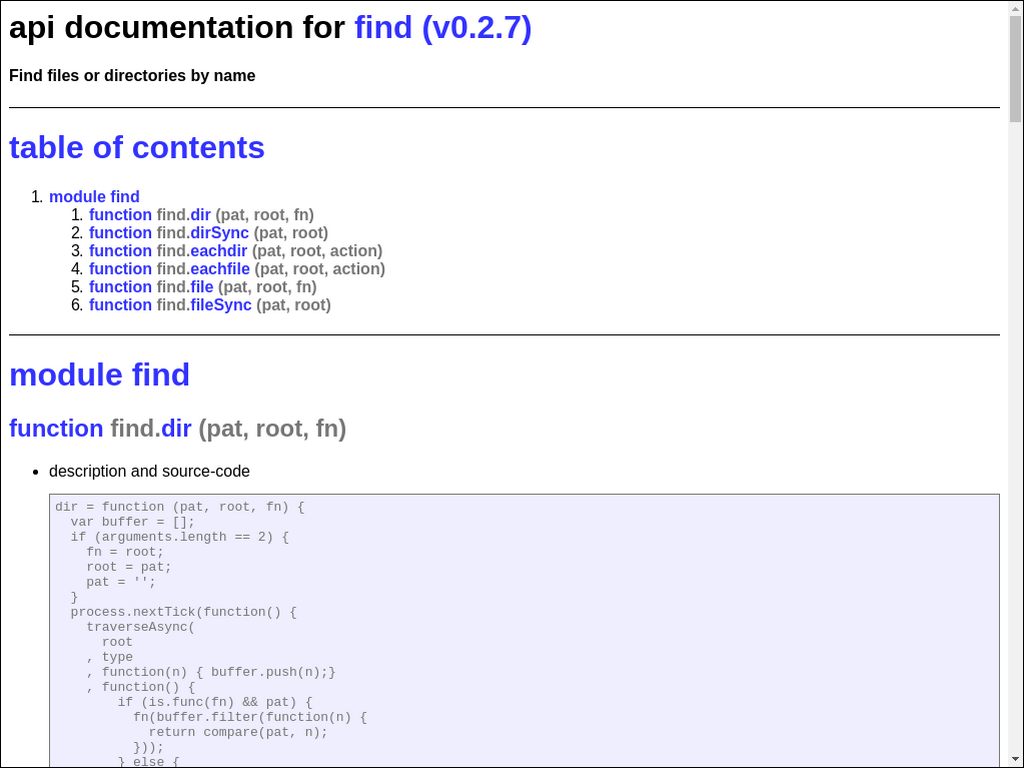 api documentation for find (v0.2.7)
Find files or directories by name
table of contents
1. module find
1. function find.dir (pat, root, fn)
2. function find.dirSync (pat, root)
3. function find.eachdir (pat, root, action)
4. function find.eachfile (pat, root, action)
5. function find.file (pat, root, fn)
6. function find.fileSync (pat, root)
module find
function find.dir (pat, root, fn)
• description and source-code
dir = function (pat, root, fn) {
  var buffer = [];
  if (arguments.length == 2) {
    fn = root;
    root = pat;
    pat = '';
  }
  process.nextTick(function() {
    traverseAsync(
      root
    , type
    , function(n) { buffer.push(n);}
    , function() {
        if (is.func(fn) && pat) {
          fn(buffer.filter(function(n) {
            return compare(pat, n);
          }));
        } else {